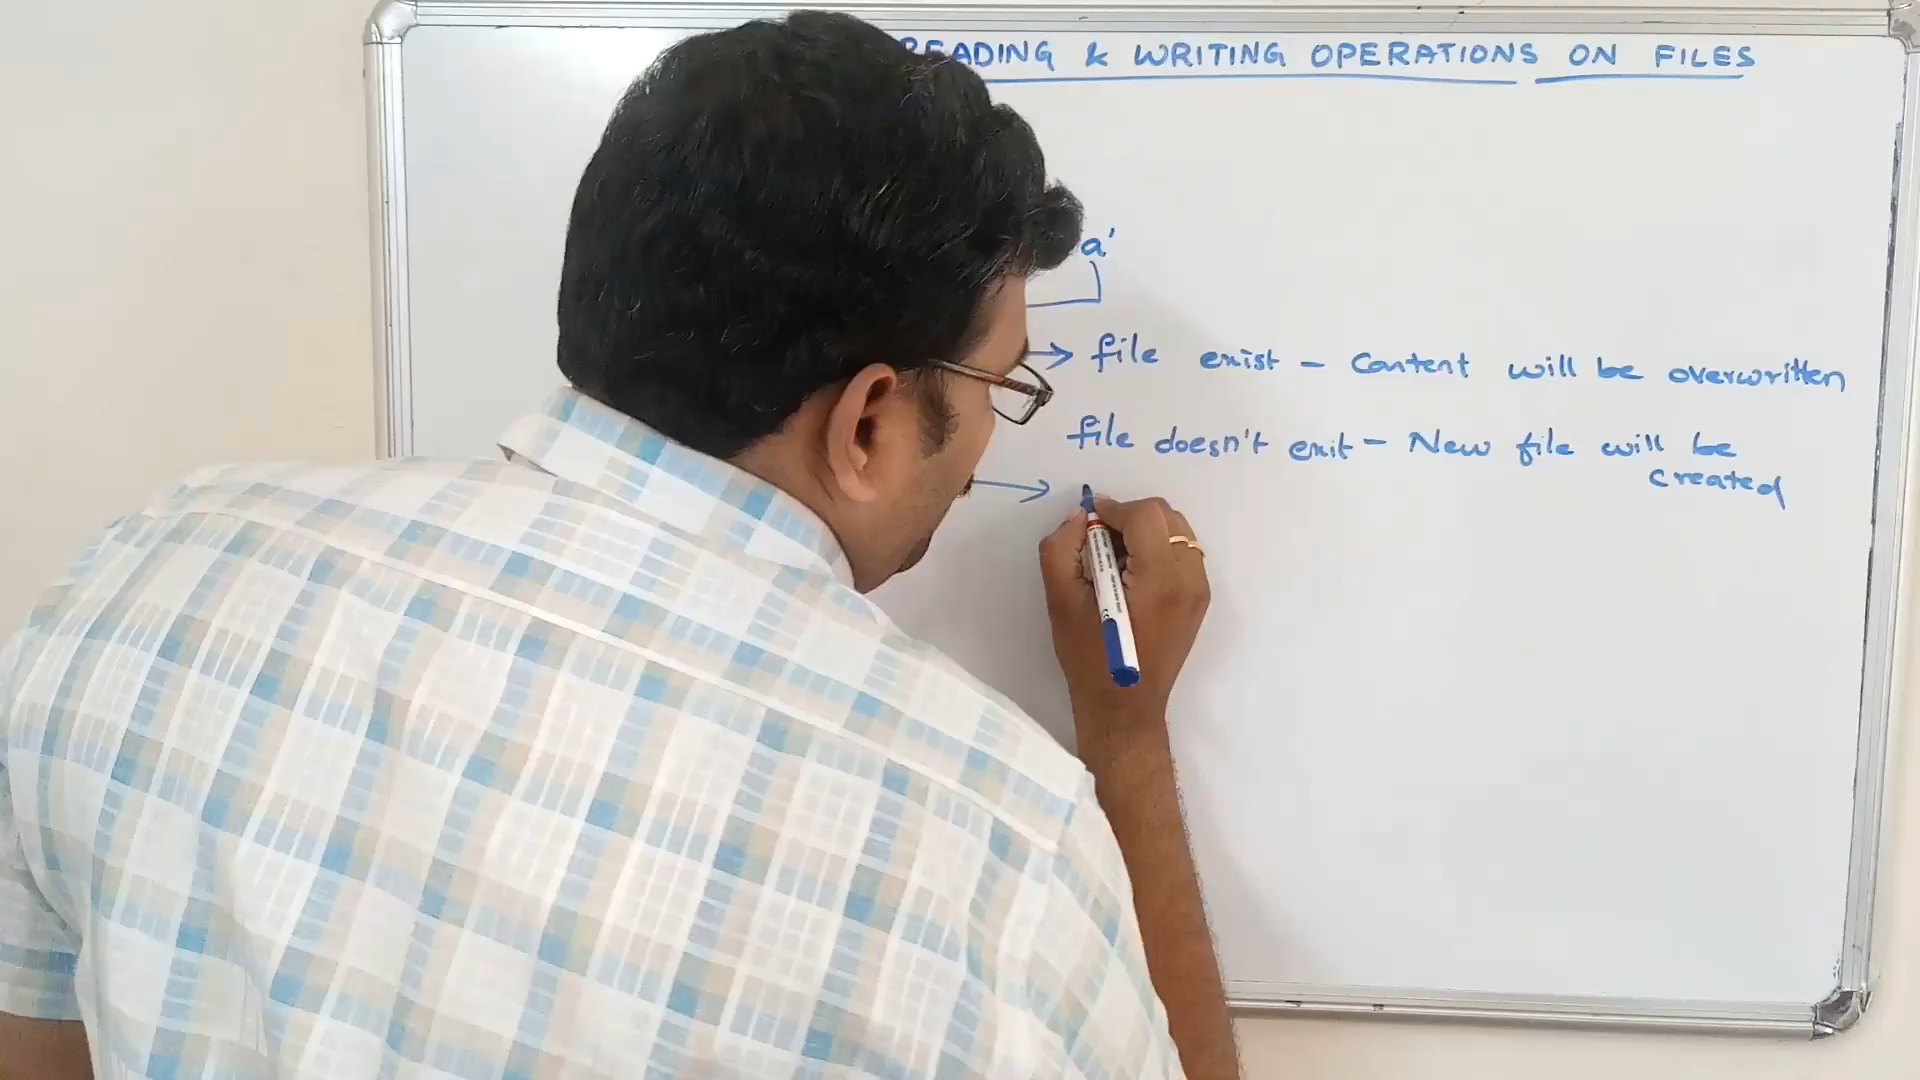 READING & WRITING OPERATIONS ON FILES
a'
→ file exist - Content will be overwritten
file doesn't exit - New file will be
created
→